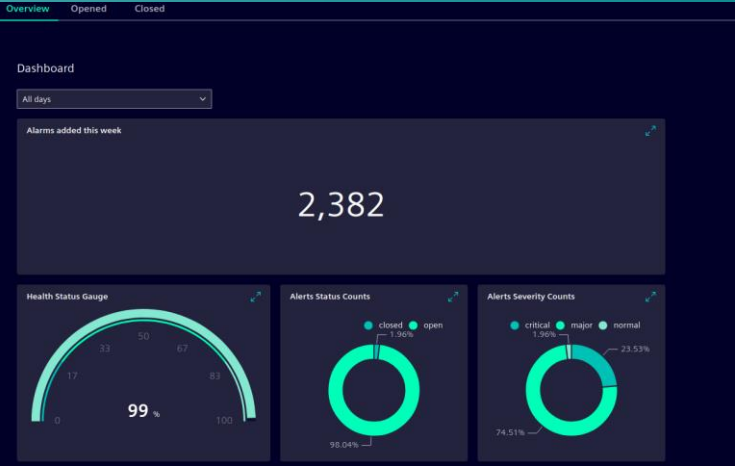 Overview Opened Closed
Dashboard
All days
Alarms added this week
2,382
Health Status Gauge
50
33 67
17 83
0 99 % 100
Alerts Status Counts
closed open
1.96%
98.04%
Alerts Severity Counts
critical major normal
1.96%
23.53%
74.51%